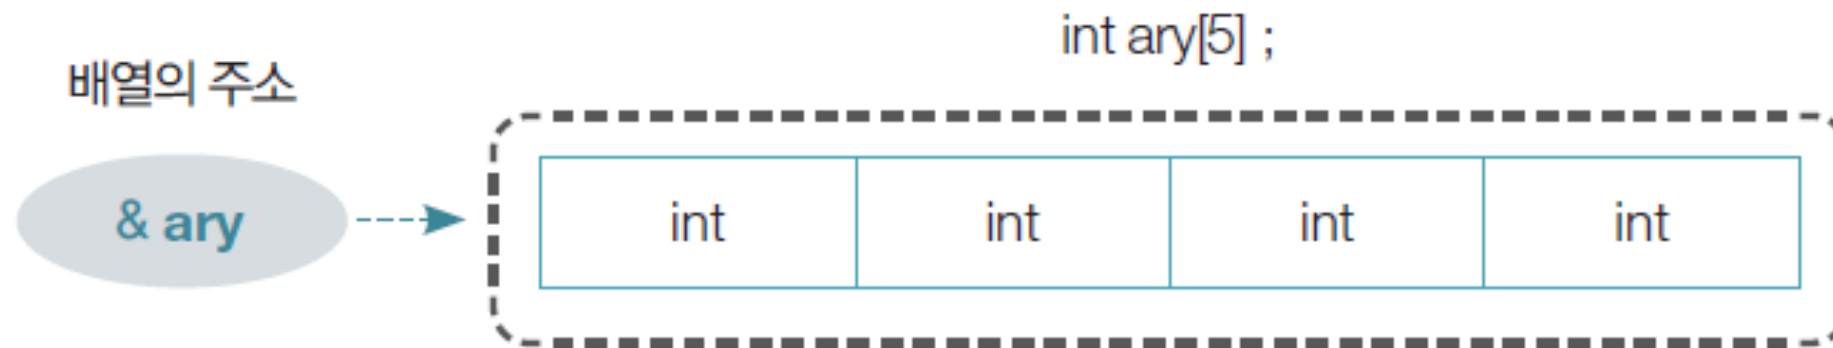 int ary[5] ;
배열의 주소
& ary
int int int int